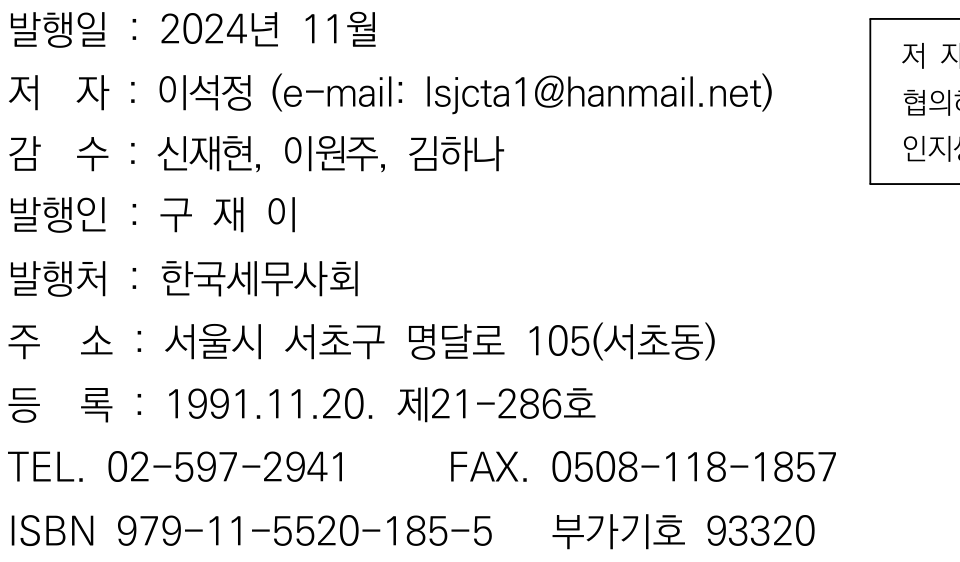 발행일 : 2024년 11월
저 자 : 이석정 (e-mail: lsjcta1@hanmail.net)
감 수 : 신재현, 이원주, 김하나
발행인 : 구 재 이
발행처 : 한국세무사회
주 소 : 서울시 서초구 명달로 105(서초동)
등 록 : 1991.11.20. 제21-286호
TEL. 02-597-2941 FAX. 0508-118-1857
ISBN 979-11-5520-185-5 부가기호 93320
저 자
협의
인지